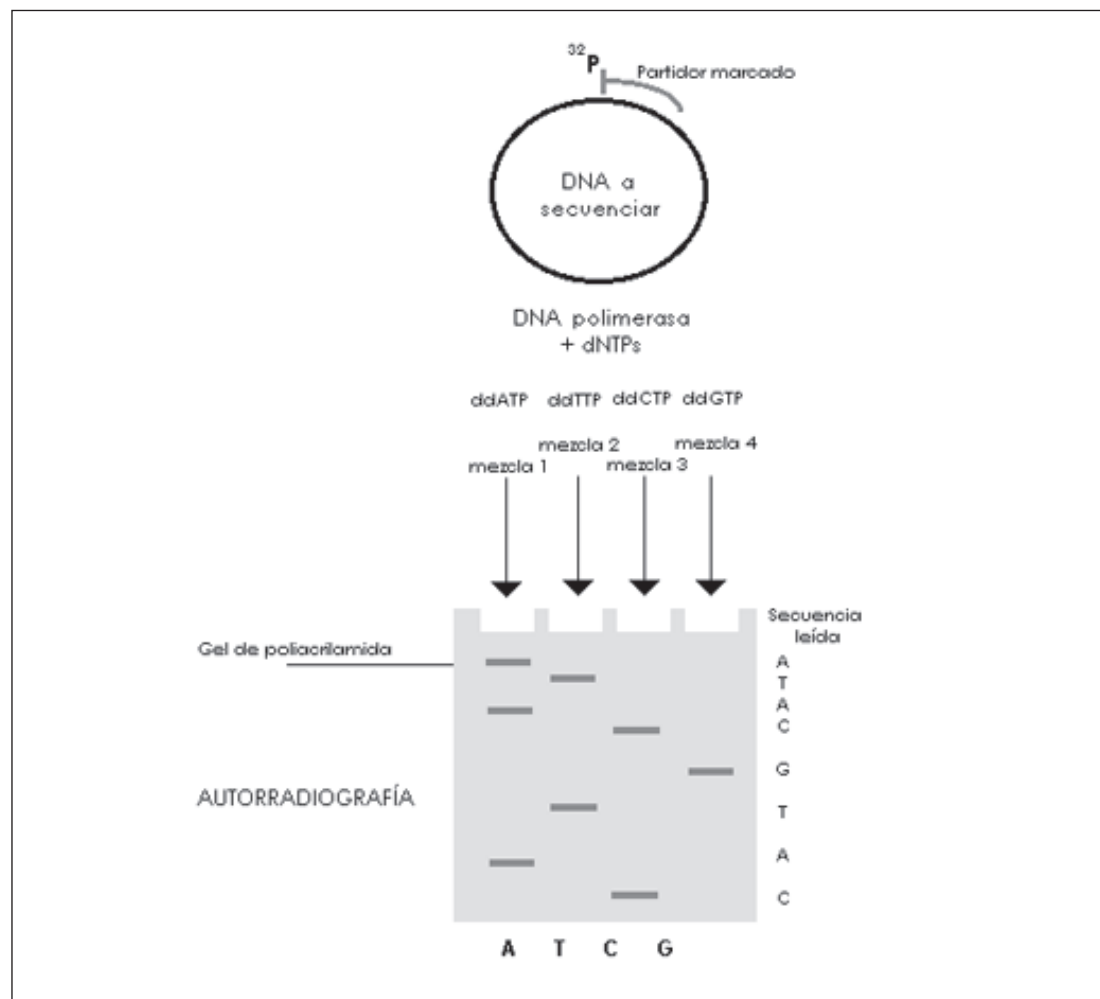 32
P
Partidor marcado
DNA a
secuenciar
DNA polimerasa
+ dNTPs
ddATP ddTTP ddCTP ddGTP
mezcla 1 mezcla 2 mezcla 3 mezcla 4
Secuencia
leída
Gel de poliacrilamida
A
T
A
C
G
T
A
C
AUTORRADIOGRAFÍA
A T C G